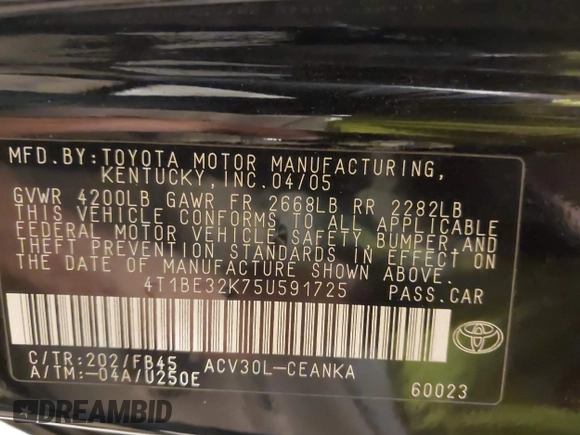 MFD.BY:TOYOTA MOTOR MANUFACTURING,
KENTUCKY, INC. 04/05
GVWR 4200LB GAWR FR 2668LB RR 2282LB
THIS VEHICLE CONFORMS TO ALL APPLICABLE
FEDERAL MOTOR VEHICLE SAFETY,BUMPER,AND
THEFT PREVENTION STANDARDS IN EFFECT ON
THE DATE OF MANUFACTURE SHOWN ABOVE.
4T1BE32K75U591725 PASS.CAR
C/TR:202/FB45 ACV30L-CEANKA
A/TM:-04A/U250E 60023
DREAMBID